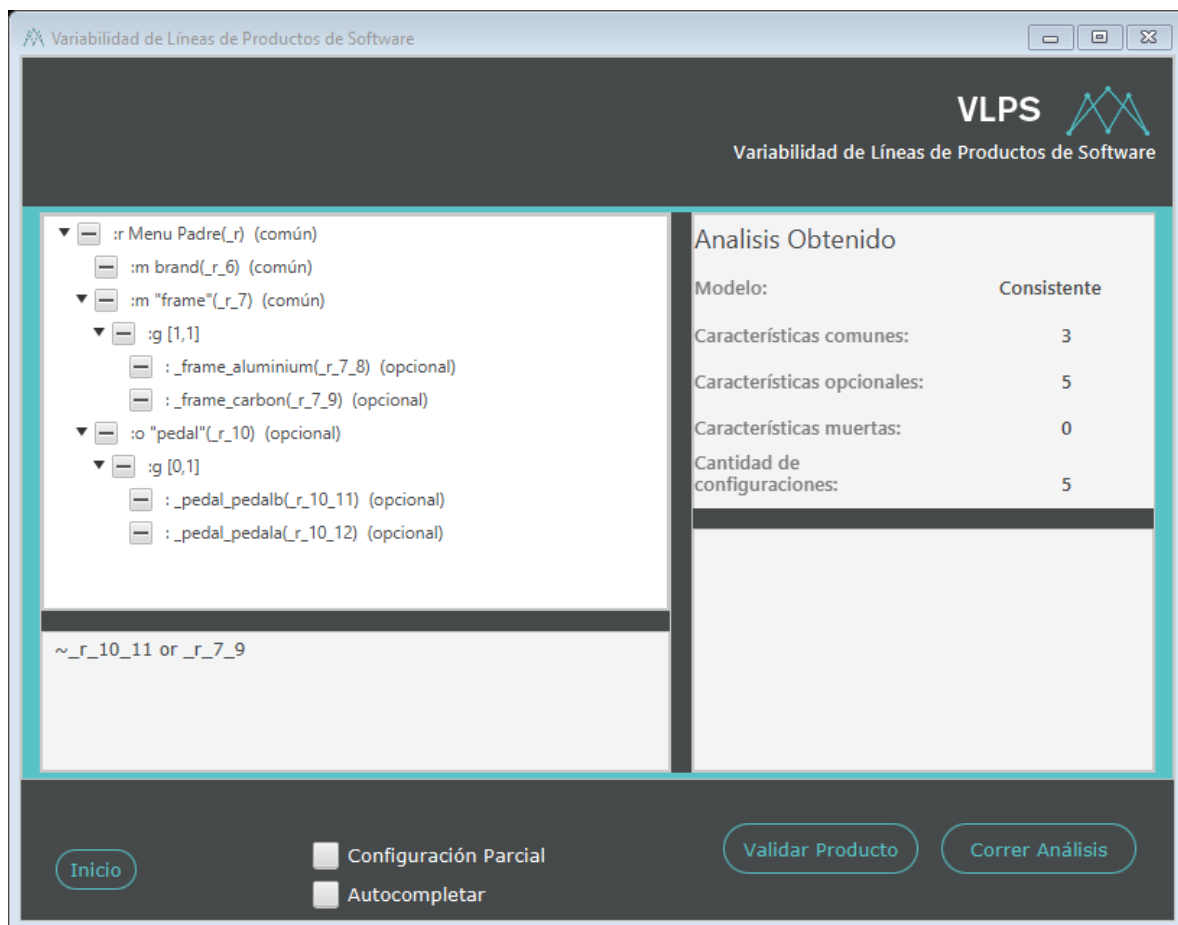 Variabilidad de Líneas de Productos de Software
VLPS
Variabilidad de Líneas de Productos de Software
:r Menu Padre(_r) (común)
:m brand(_r_6) (común)
:m "frame"(_r_7) (común)
:g [1,1]
: _frame_aluminium(_r_7_8) (opcional)
: _frame_carbon(_r_7_9) (opcional)
:o "pedal"(_r_10) (opcional)
:g [0,1]
: _pedal_pedalb(_r_10_11) (opcional)
: _pedal_pedala(_r_10_12) (opcional)
~_r_10_11 or _r_7_9
Analisis Obtenido
Modelo: Consistente
Características comunes: 3
Características opcionales: 5
Características muertas: 0
Cantidad de
configuraciones: 5
Inicio
Configuración Parcial
Autocompletar
Validar Producto
Correr Análisis